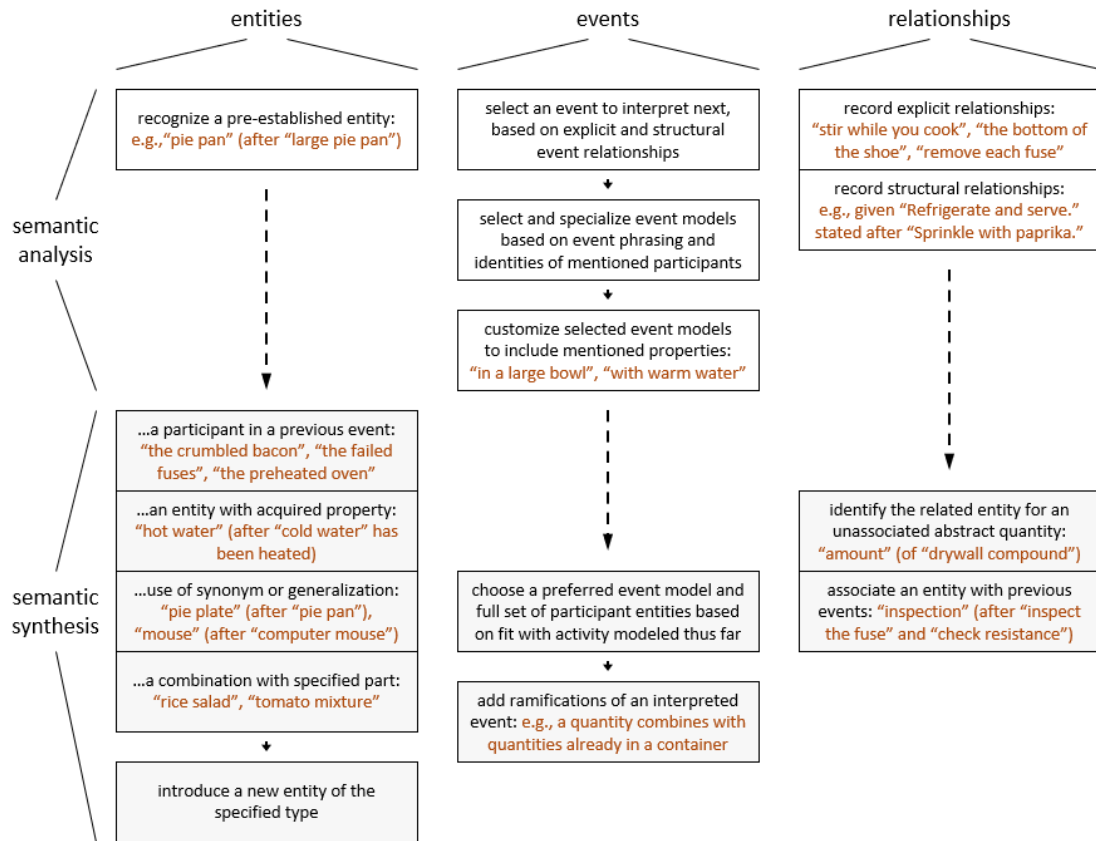 entities
events
relationships
semantic
analysis
recognize a pre-established entity:
e.g.,“pie pan” (after “large pie pan”)
select an event to interpret next,
based on explicit and structural
event relationships
select and specialize event models
based on event phrasing and
identities of mentioned participants
customize selected event models
to include mentioned properties:
“in a large bowl”, “with warm water”
record explicit relationships:
“stir while you cook”, “the bottom of
the shoe”, “remove each fuse”
record structural relationships:
e.g., given “Refrigerate and serve.”
stated after “Sprinkle with paprika.”
semantic
synthesis
...a participant in a previous event:
“the crumbled bacon”, “the failed
fuses”, “the preheated oven”
...an entity with acquired property:
“hot water” (after “cold water” has
been heated)
...use of synonym or generalization:
“pie plate” (after “pie pan”),
“mouse” (after “computer mouse”)
...a combination with specified part:
“rice salad”, “tomato mixture”
introduce a new entity of the
specified type
choose a preferred event model and
full set of participant entities based
on fit with activity modeled thus far
add ramifications of an interpreted
event: e.g., a quantity combines with
quantities already in a container
identify the related entity for an
unassociated abstract quantity:
“amount” (of “drywall compound”)
associate an entity with previous
events: “inspection” (after “inspect
the fuse” and “check resistance”)